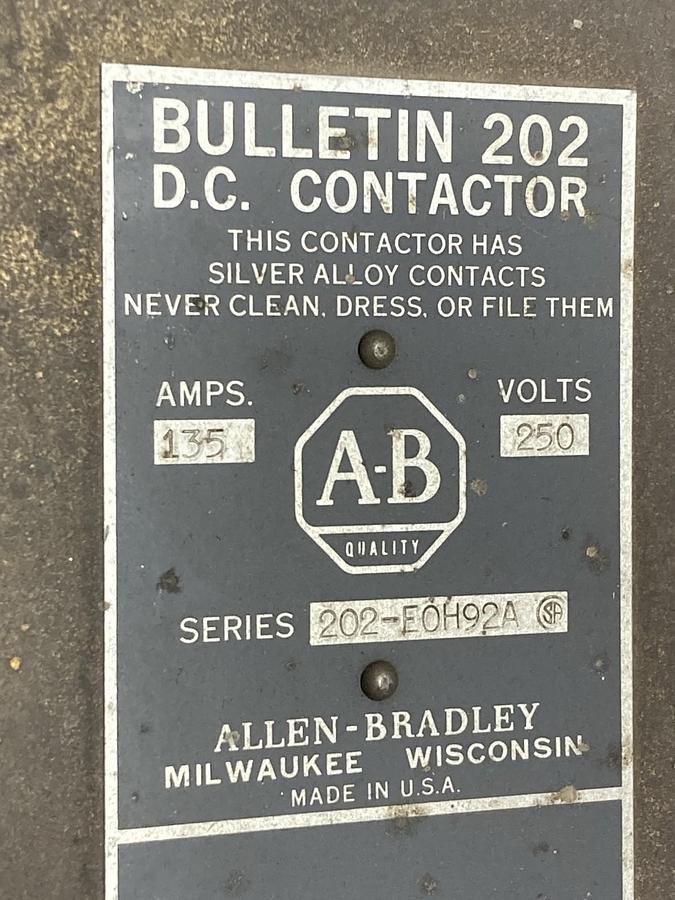 BULLETIN 202
D.C. CONTACTOR
THIS CONTACTOR HAS
SILVER ALLOY CONTACTS
NEVER CLEAN, DRESS, OR FILE THEM
AMPS. VOLTS
135 250
A-B
QUALITY
SERIES 202-EOH92A SA
ALLEN-BRADLEY
MILWAUKEE WISCONSIN
MADE IN U.S.A.